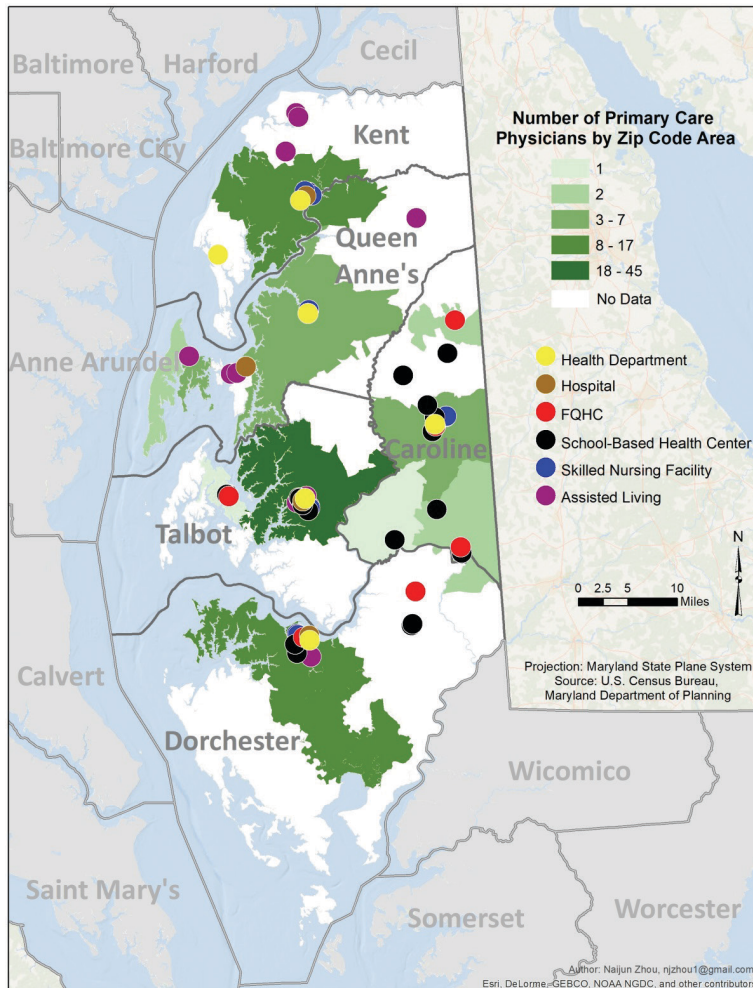 Baltimore
Harford
Cecil
Baltimore City
Kent
Queen
Anne's
Anne Arundel
Caroline
Talbot
Calvert
Dorchester
Wicomico
Saint Mary's
Somerset
Worcester
Number of Primary Care
Physicians by Zip Code Area
1
2
3 - 7
8 - 17
18 - 45
No Data
Health Department
Hospital
FQHC
School-Based Health Center
Skilled Nursing Facility
Assisted Living
N
0 2.5 5 10
Miles
Projection: Maryland State Plane System
Source: U.S. Census Bureau,
Maryland Department of Planning
Author: Naijun Zhou, njzhou1@gmail.com
Esri, DeLorme, GEBCO, NOAA NGDC, and other contributors